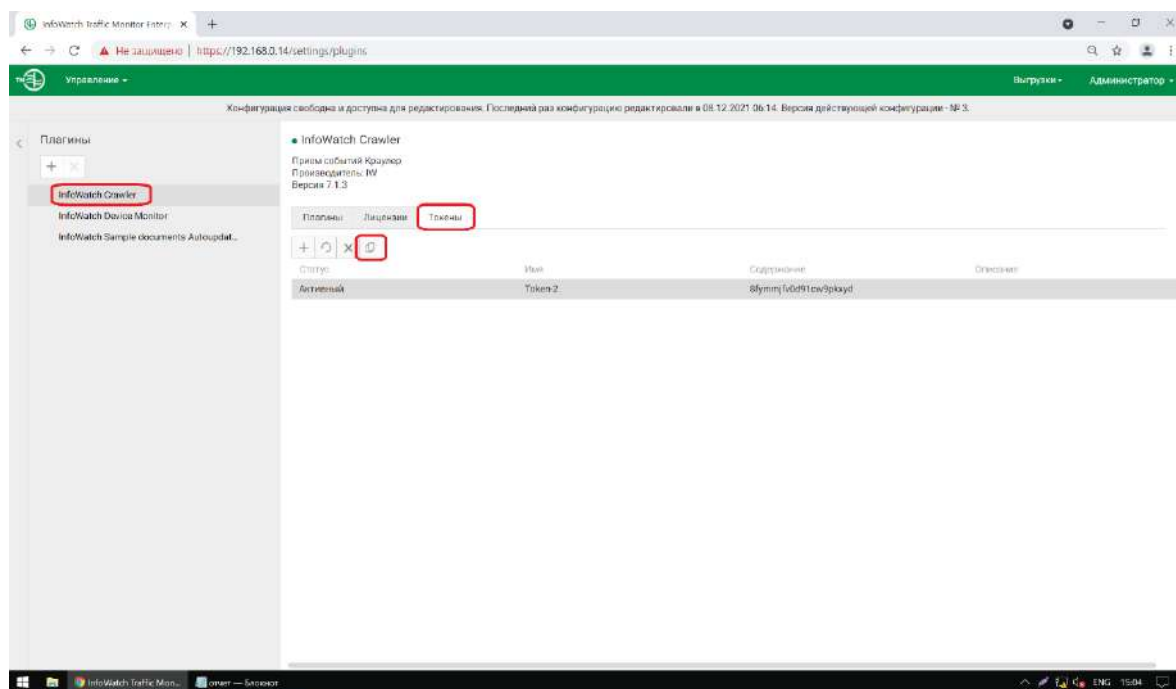 InfoWatch Traffic Monitor Enterp
Не защищено | https://192.168.0.14/settings/plugins
Управление
Выгрузки
Администратор
Конфигурация свободна и доступна для редактирования. Последний раз конфигурацию редактировали в 08.12.2021 06:14. Версия действующей конфигурации - № 3.
Плагины
InfoWatch Crawler
InfoWatch Device Monitor
InfoWatch Sample documents Autoupdat...
InfoWatch Crawler
Прием событий Краулер
Производитель: IW
Версия 7.1.3
Плагины Лицензии Токены
Статус Имя Содержание Описание
Активный Token-2
InfoWatch Traffic Mon...
отчет — Блокнот
ENG 15:04